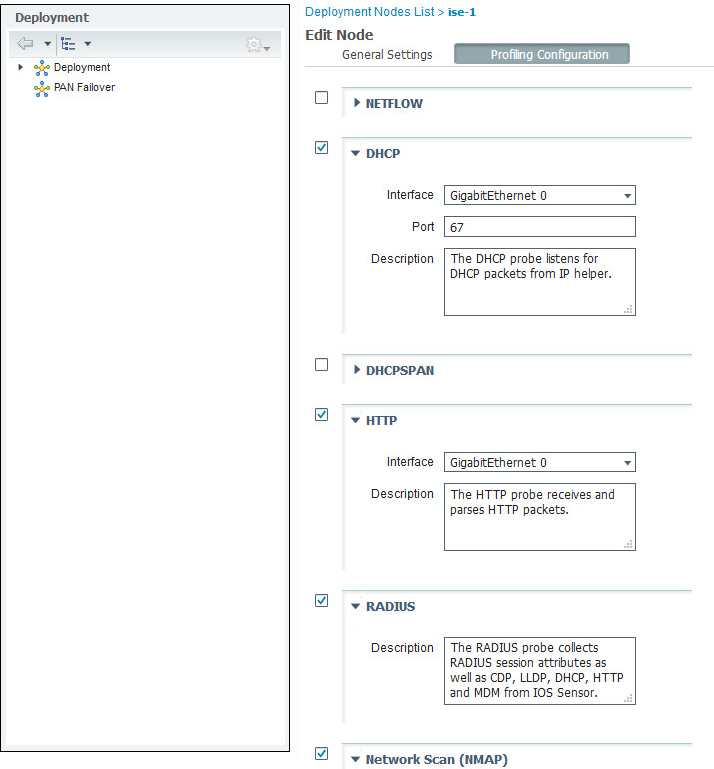 Deployment
Deployment
PAN Failover
Deployment Nodes List > ise-1
Edit Node
General Settings
Profiling Configuration
NETFLOW
DHCP
Interface
GigabitEthernet 0
Port
67
Description
The DHCP probe listens for
DHCP packets from IP helper.
DHCPSPAN
HTTP
Interface
GigabitEthernet 0
Description
The HTTP probe receives and
parses HTTP packets.
RADIUS
Description
The RADIUS probe collects
RADIUS session attributes as
well as CDP, LLDP, DHCP, HTTP
and MDM from IOS Sensor.
Network Scan (NMAP)